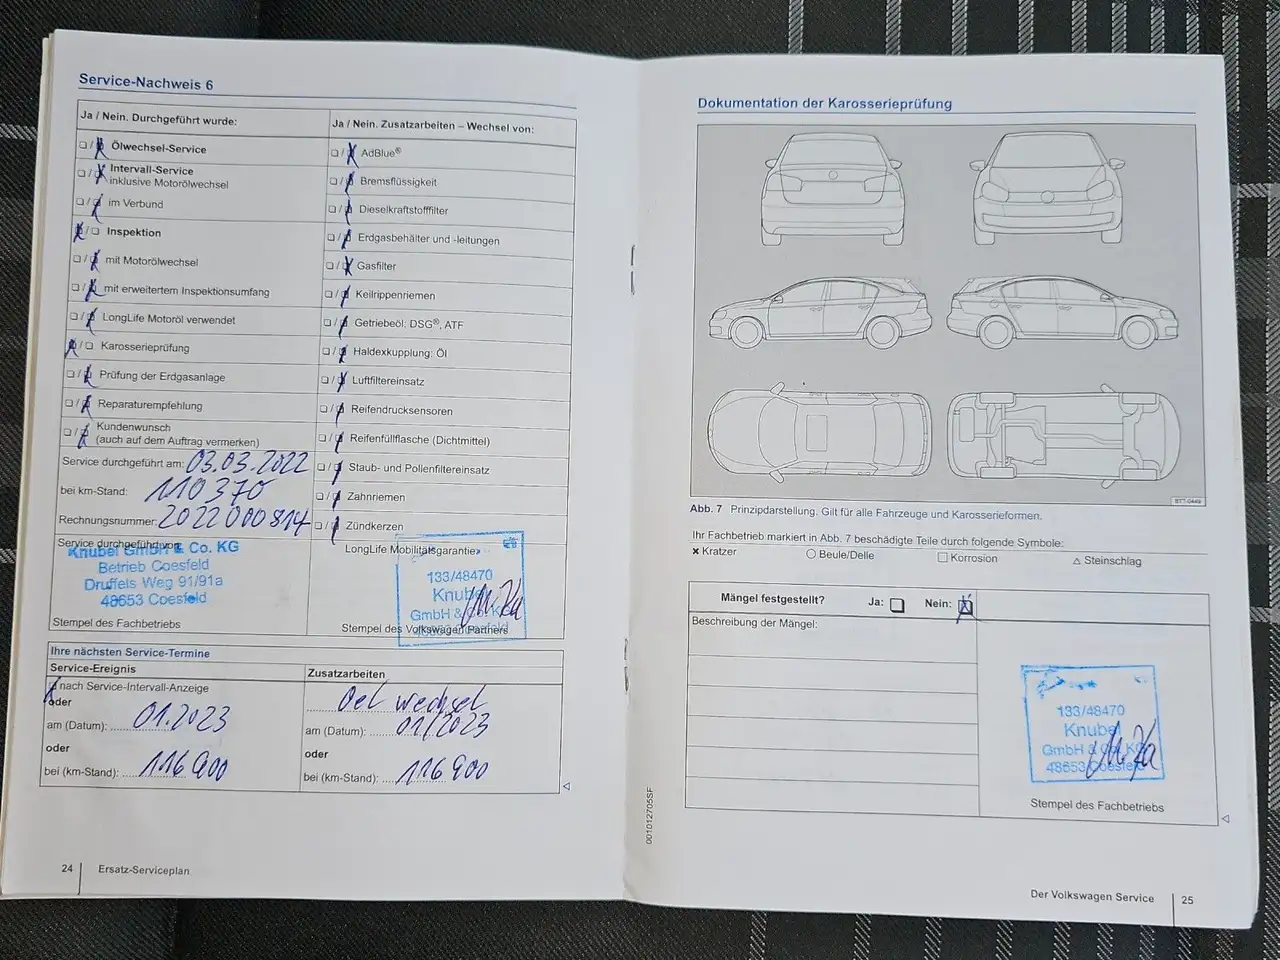 Service-Nachweis 6
Ja / Nein. Durchgeführt wurde:
Ölwechsel-Service
Intervall-Service
inklusive Motorölwechsel
im Verbund
Inspektion
mit Motorölwechsel
mit erweitertem Inspektionsumfang
LongLife Motoröl verwendet
Karosserieprüfung
Prüfung der Erdgasanlage
Reparaturempfehlung
Kundenwunsch
(auch auf dem Auftrag vermerken)
Service durchgeführt am: 03.03.2022
bei km-Stand: 110370
Rechnungsnummer: 2022000814
Service durchgeführt von:
Knubel GmbH & Co. KG
Betrieb Coesfeld
Druffels Weg 91/91a
48653 Coesfeld
Stempel des Fachbetriebs
Ja / Nein. Zusatzarbeiten – Wechsel von:
AdBlue®
Bremsflüssigkeit
Dieselkraftstofffilter
Erdgasbehälter und -leitungen
Gasfilter
Keilrippenriemen
Getriebeöl: DSG®, ATF
Haldexkupplung: Öl
Luftfiltereinsatz
Reifendrucksensoren
Reifenfüllflasche (Dichtmittel)
Staub- und Pollenfiltereinsatz
Zahnriemen
Zündkerzen
LongLife Mobilitätsgarantie
133/48470
Knubel
GmbH & Co. KG
Stempel des Volkswagen Partners
Ihre nächsten Service-Termine
Service-Ereignis
nach Service-Intervall-Anzeige
oder
am (Datum): 01.2023
oder
bei (km-Stand): 116900
Zusatzarbeiten
Oel wechsel
am (Datum): 01/2023
oder
bei (km-Stand): 116900
24 Ersatz-Serviceplan
001012705SF
Dokumentation der Karosserieprüfung
Abb. 7 Prinzipdarstellung. Gilt für alle Fahrzeuge und Karosserieformen.
Ihr Fachbetrieb markiert in Abb. 7 beschädigte Teile durch folgende Symbole:
Kratzer
Beule/Delle
Korrosion
Steinschlag
Mängel festgestellt? Ja: Nein:
Beschreibung der Mängel:
133/48470
Knubel
GmbH & Co. KG
48653 Coesfeld
Stempel des Fachbetriebs
Der Volkswagen Service 25